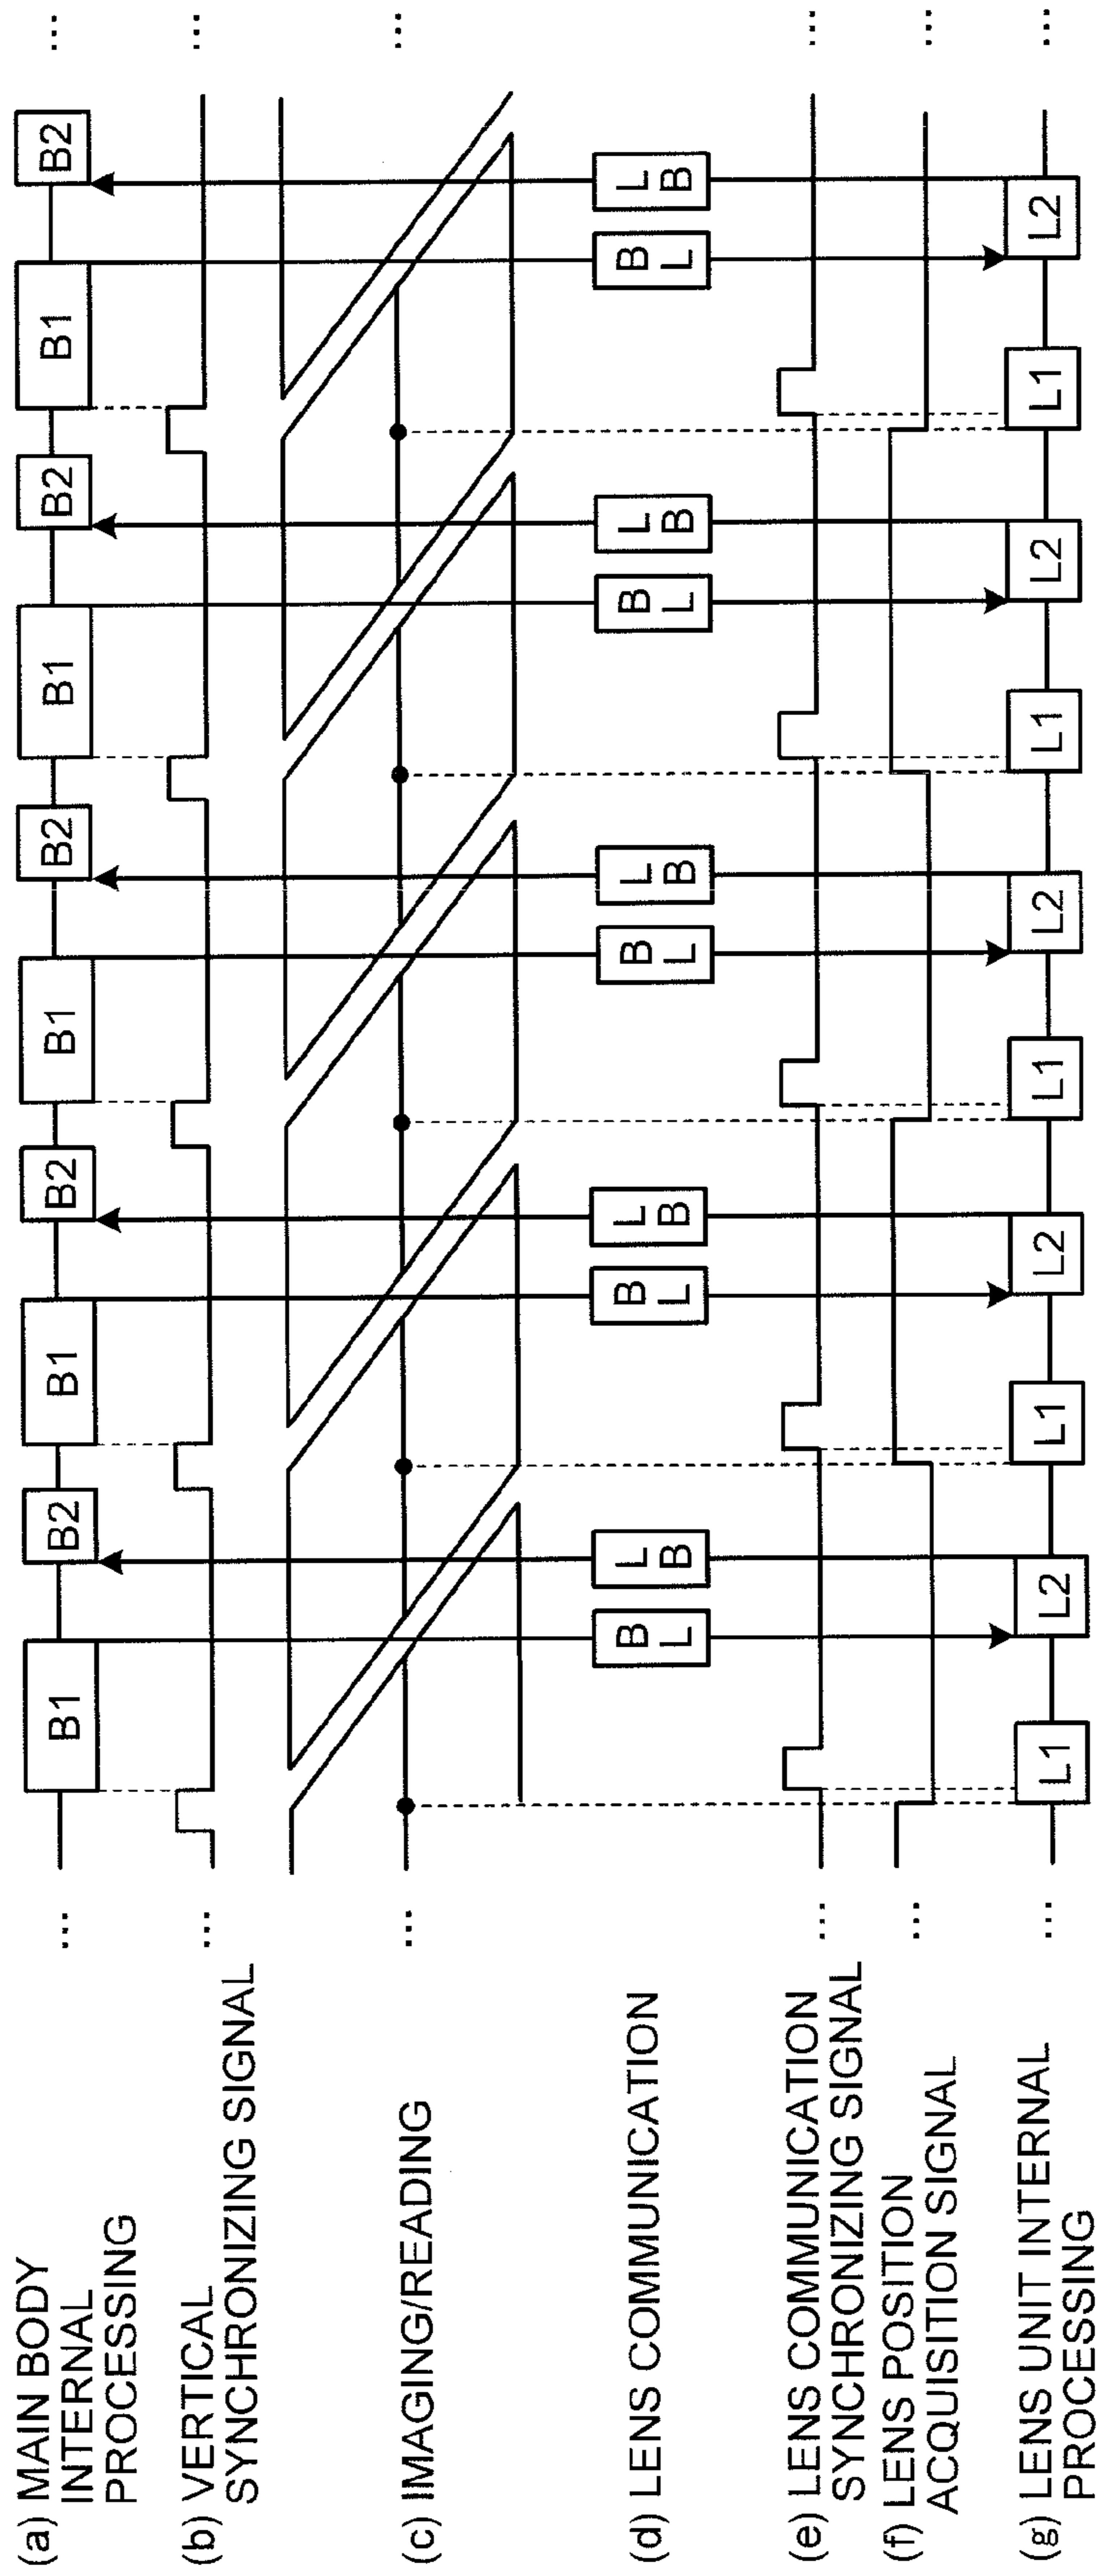 (a) MAIN BODY
INTERNAL
PROCESSING
... B1 B2 B1 B2 B1 B2 B1 B2 B1 B2 ...
(b) VERTICAL
SYNCHRONIZING SIGNAL
... ...
(c) IMAGING/READING
... ...
(d) LENS COMMUNICATION
B L B L B L B L B L
L B L B L B L B L B
(e) LENS COMMUNICATION
SYNCHRONIZING SIGNAL
... ...
(f) LENS POSITION
ACQUISITION SIGNAL
... ...
(g) LENS UNIT INTERNAL
PROCESSING
... L1 L2 L1 L2 L1 L2 L1 L2 L1 L2 ...